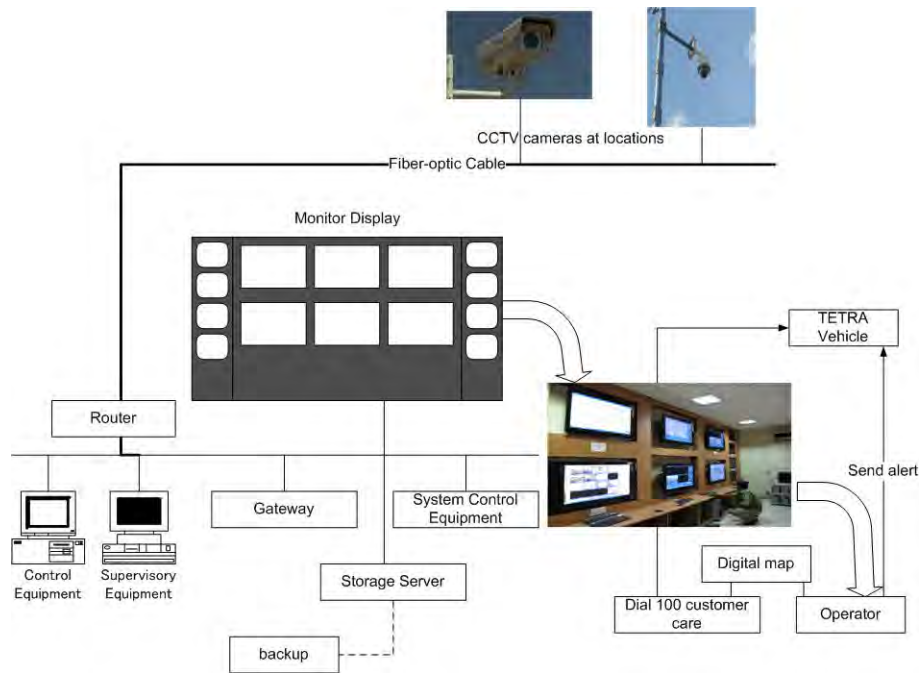 CCTV cameras at locations
Fiber-optic Cable
Monitor Display
TETRA
Vehicle
Router
Send alert
Gateway
System Control
Equipment
Control
Equipment
Supervisory
Equipment
Digital map
Storage Server
Dial 100 customer
care
Operator
backup